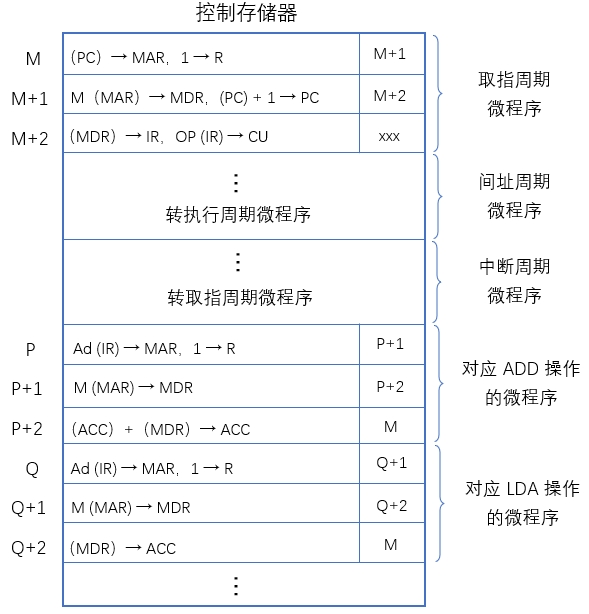 控制存储器
M （PC）→ MAR，1 → R M+1
M+1 M（MAR）→ MDR，(PC) + 1 → PC M+2
M+2 （MDR）→ IR，OP (IR) → CU xxx
取指周期
微程序
⋮
转执行周期微程序
间址周期
微程序
⋮
转取指周期微程序
中断周期
微程序
P Ad (IR) → MAR，1 → R P+1
P+1 M (MAR) → MDR P+2
P+2 （ACC）+（MDR）→ ACC M
对应 ADD 操作
的微程序
Q Ad (IR) → MAR，1 → R Q+1
Q+1 M (MAR) → MDR Q+2
Q+2 （MDR）→ ACC M
对应 LDA 操作
的微程序
⋮